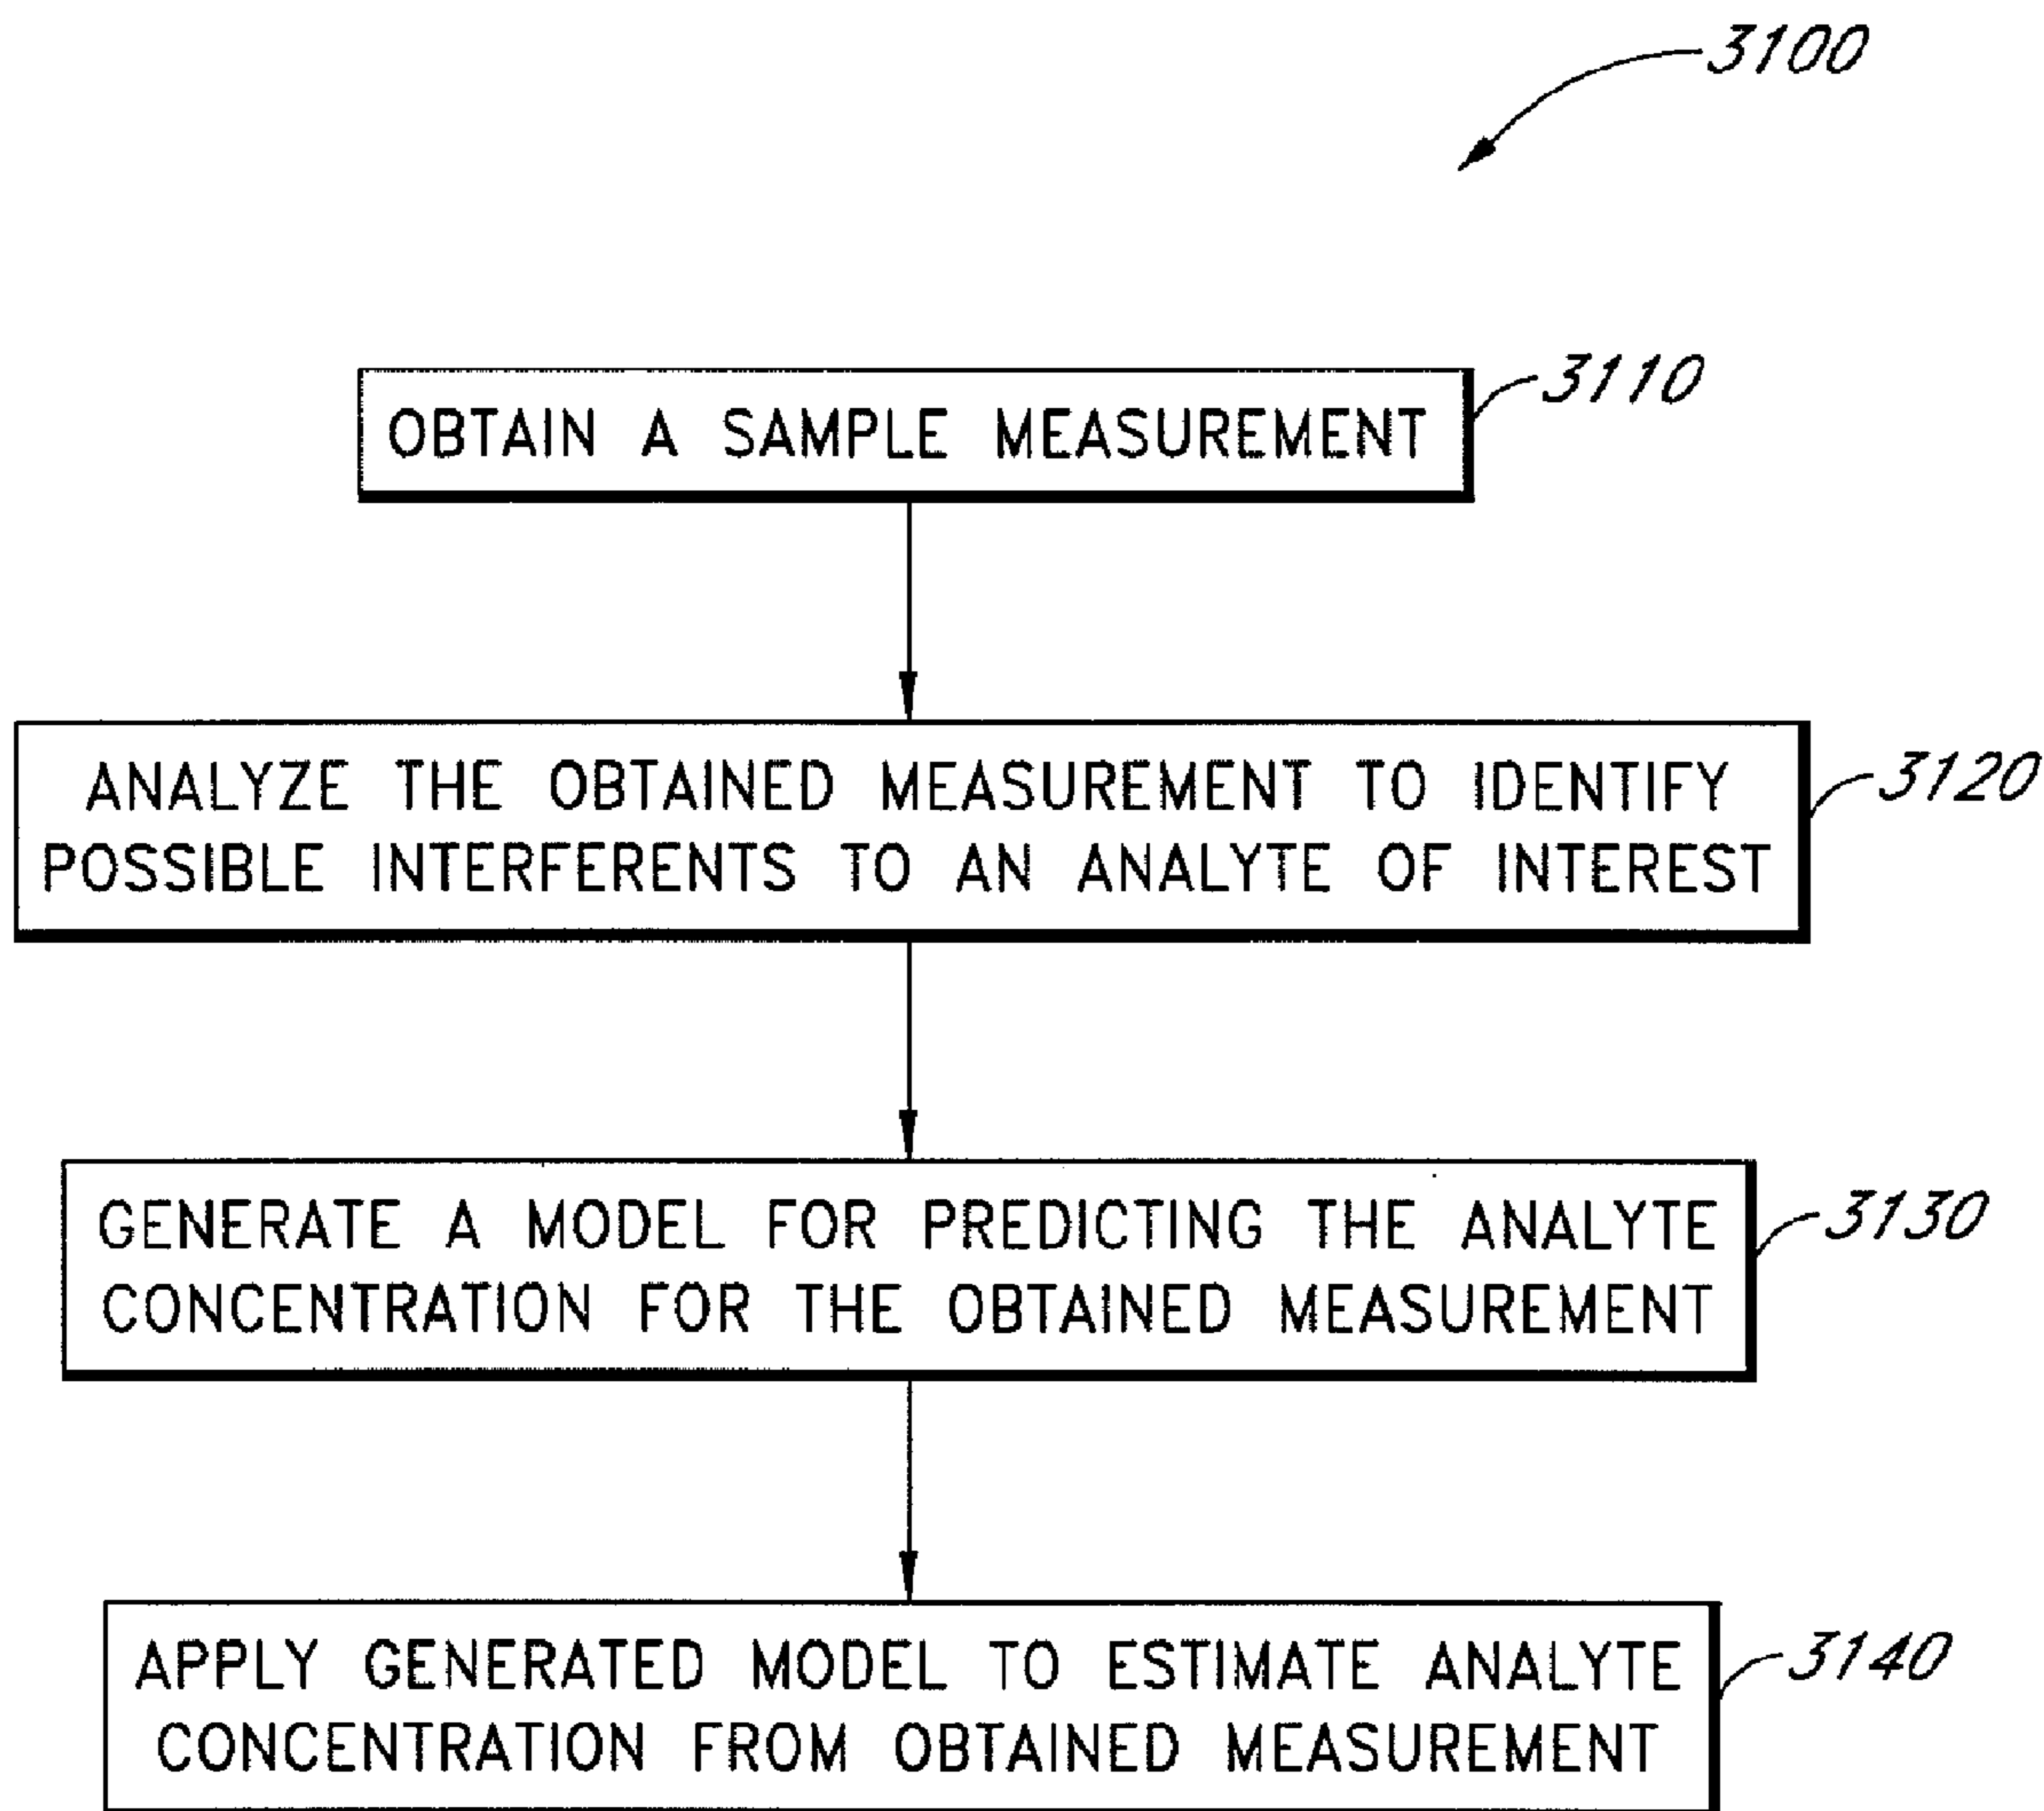 3100
OBTAIN A SAMPLE MEASUREMENT
3110
ANALYZE THE OBTAINED MEASUREMENT TO IDENTIFY
POSSIBLE INTERFERENTS TO AN ANALYTE OF INTEREST
3120
GENERATE A MODEL FOR PREDICTING THE ANALYTE
CONCENTRATION FOR THE OBTAINED MEASUREMENT
3130
APPLY GENERATED MODEL TO ESTIMATE ANALYTE
CONCENTRATION FROM OBTAINED MEASUREMENT
3140